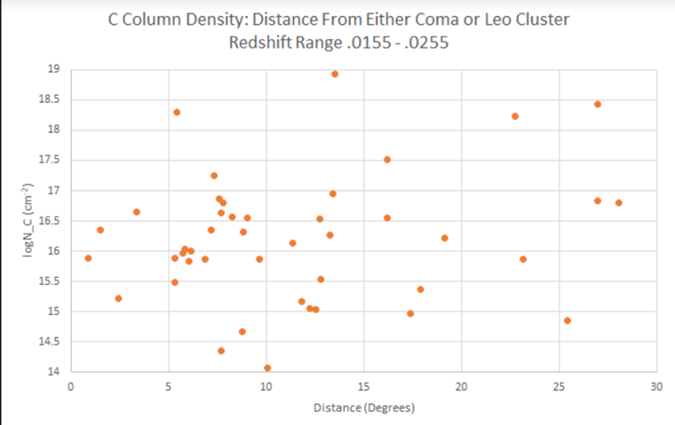 C Column Density: Distance From Either Coma or Leo Cluster
Redshift Range .0155 - .0255
19
18.5
18
17.5
17
16.5
16
15.5
15
14.5
14
logN_C (cm⁻²)
0 5 10 15 20 25 30
Distance (Degrees)